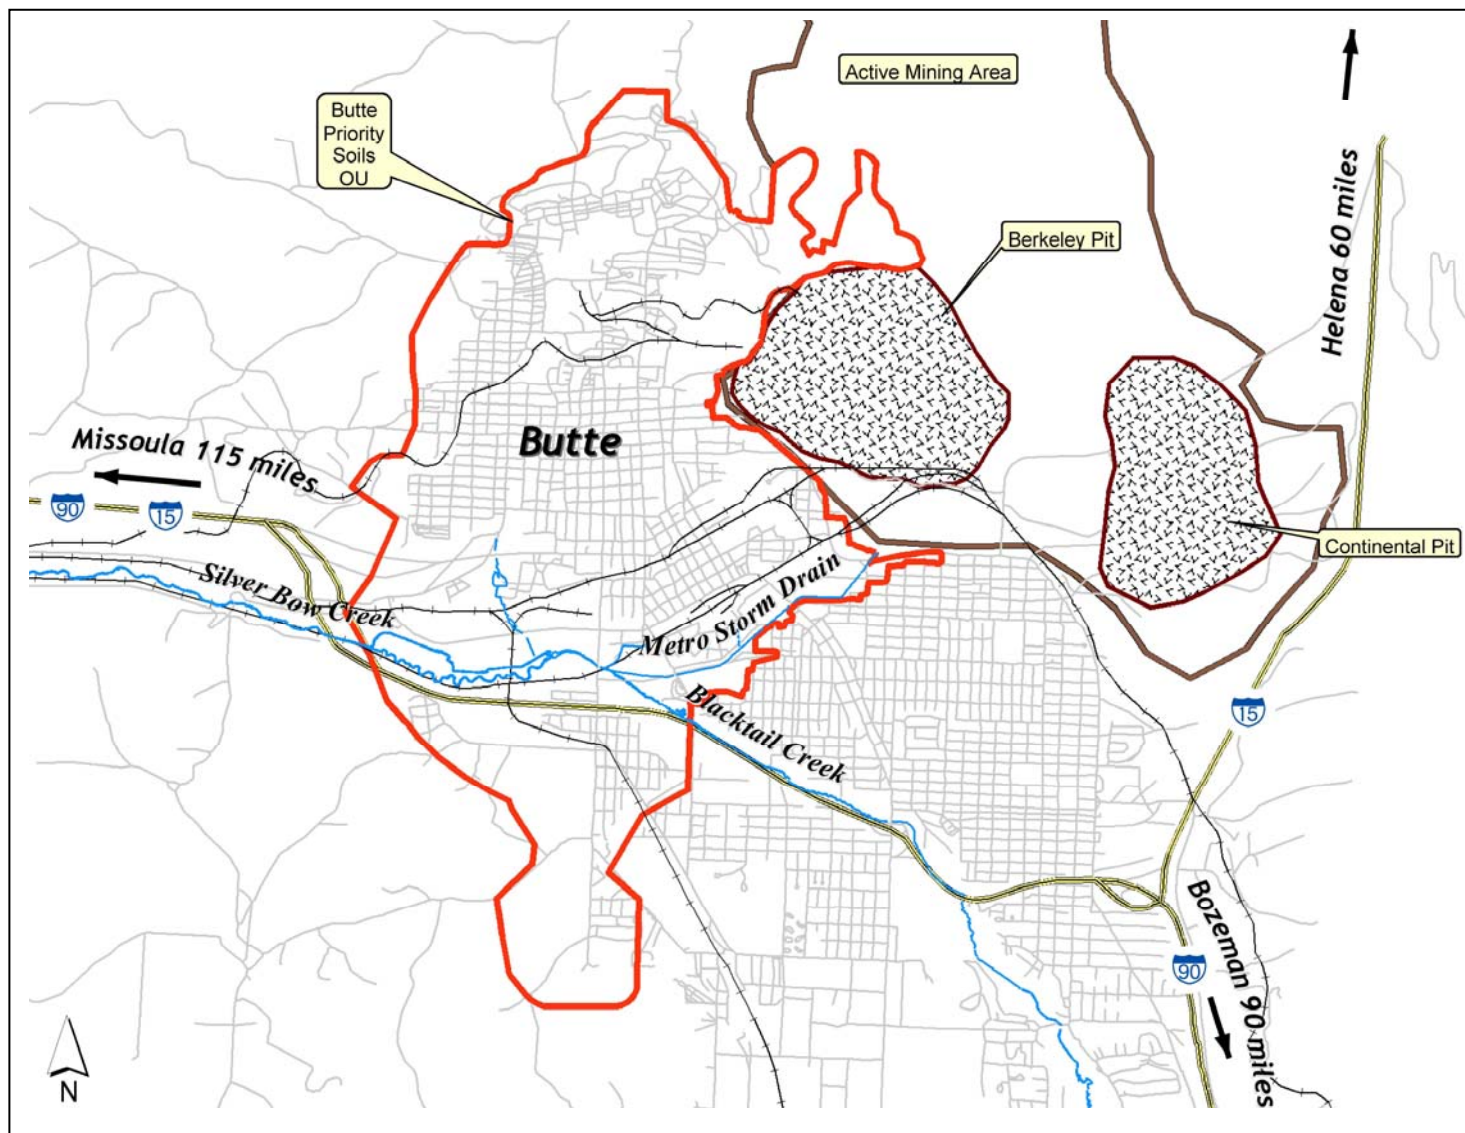 Active Mining Area
Butte
Priority
Soils
OU
Helena 60 miles
Berkeley Pit
Butte
Missoula 115 miles
90
15
Continental Pit
Silver Bow Creek
Metro Storm Drain
Blacktail Creek
15
Bozeman 90 miles
90
N